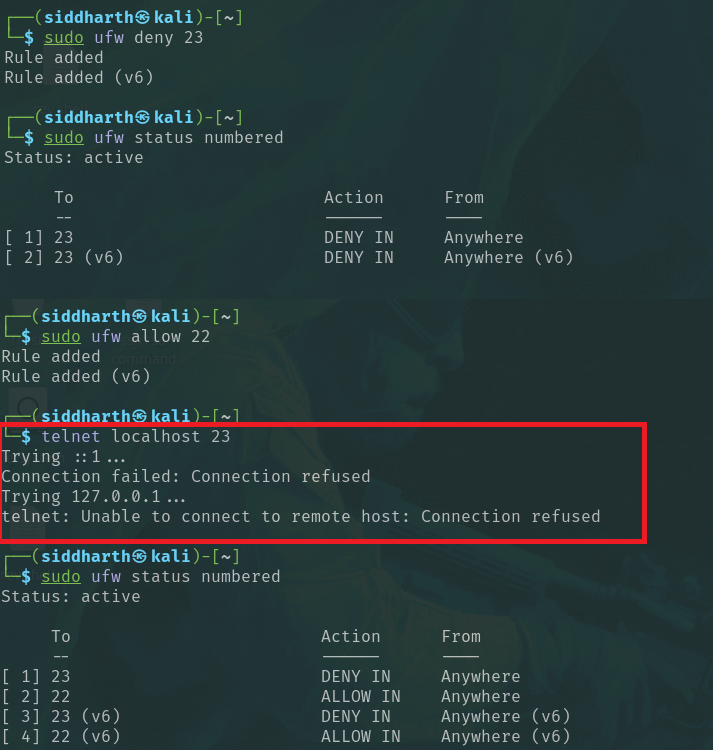 ┌──(siddharth㉿kali)-[~]
└─$ sudo ufw deny 23
Rule added
Rule added (v6)
┌──(siddharth㉿kali)-[~]
└─$ sudo ufw status numbered
Status: active
To Action From
-- ------ ----
[ 1] 23 DENY IN Anywhere
[ 2] 23 (v6) DENY IN Anywhere (v6)
┌──(siddharth㉿kali)-[~]
└─$ sudo ufw allow 22
Rule added
Rule added (v6)
┌──(siddharth㉿kali)-[~]
└─$ telnet localhost 23
Trying ::1...
Connection failed: Connection refused
Trying 127.0.0.1...
telnet: Unable to connect to remote host: Connection refused
┌──(siddharth㉿kali)-[~]
└─$ sudo ufw status numbered
Status: active
To Action From
-- ------ ----
[ 1] 23 DENY IN Anywhere
[ 2] 22 ALLOW IN Anywhere
[ 3] 23 (v6) DENY IN Anywhere (v6)
[ 4] 22 (v6) ALLOW IN Anywhere (v6)